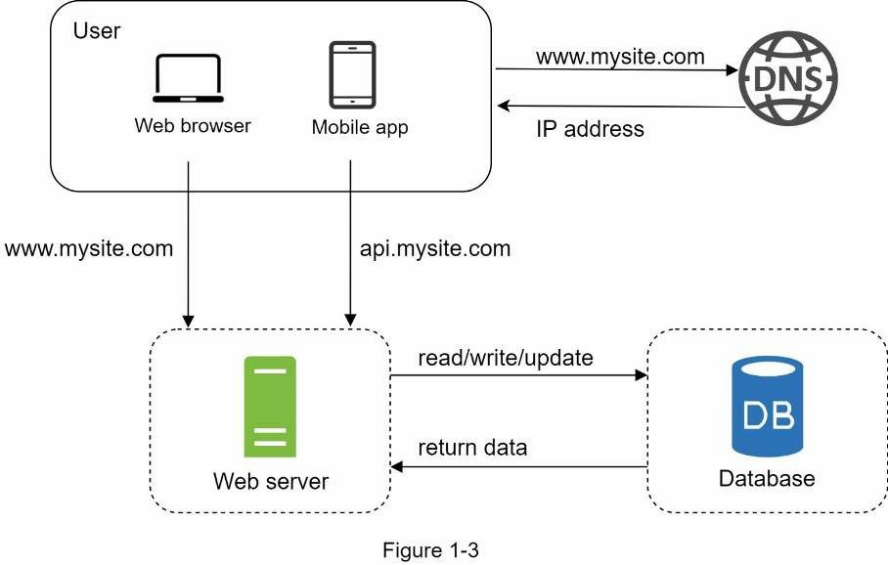 User
Web browser
Mobile app
www.mysite.com
DNS
IP address
www.mysite.com
api.mysite.com
read/write/update
DB
return data
Web server
Database
Figure 1-3